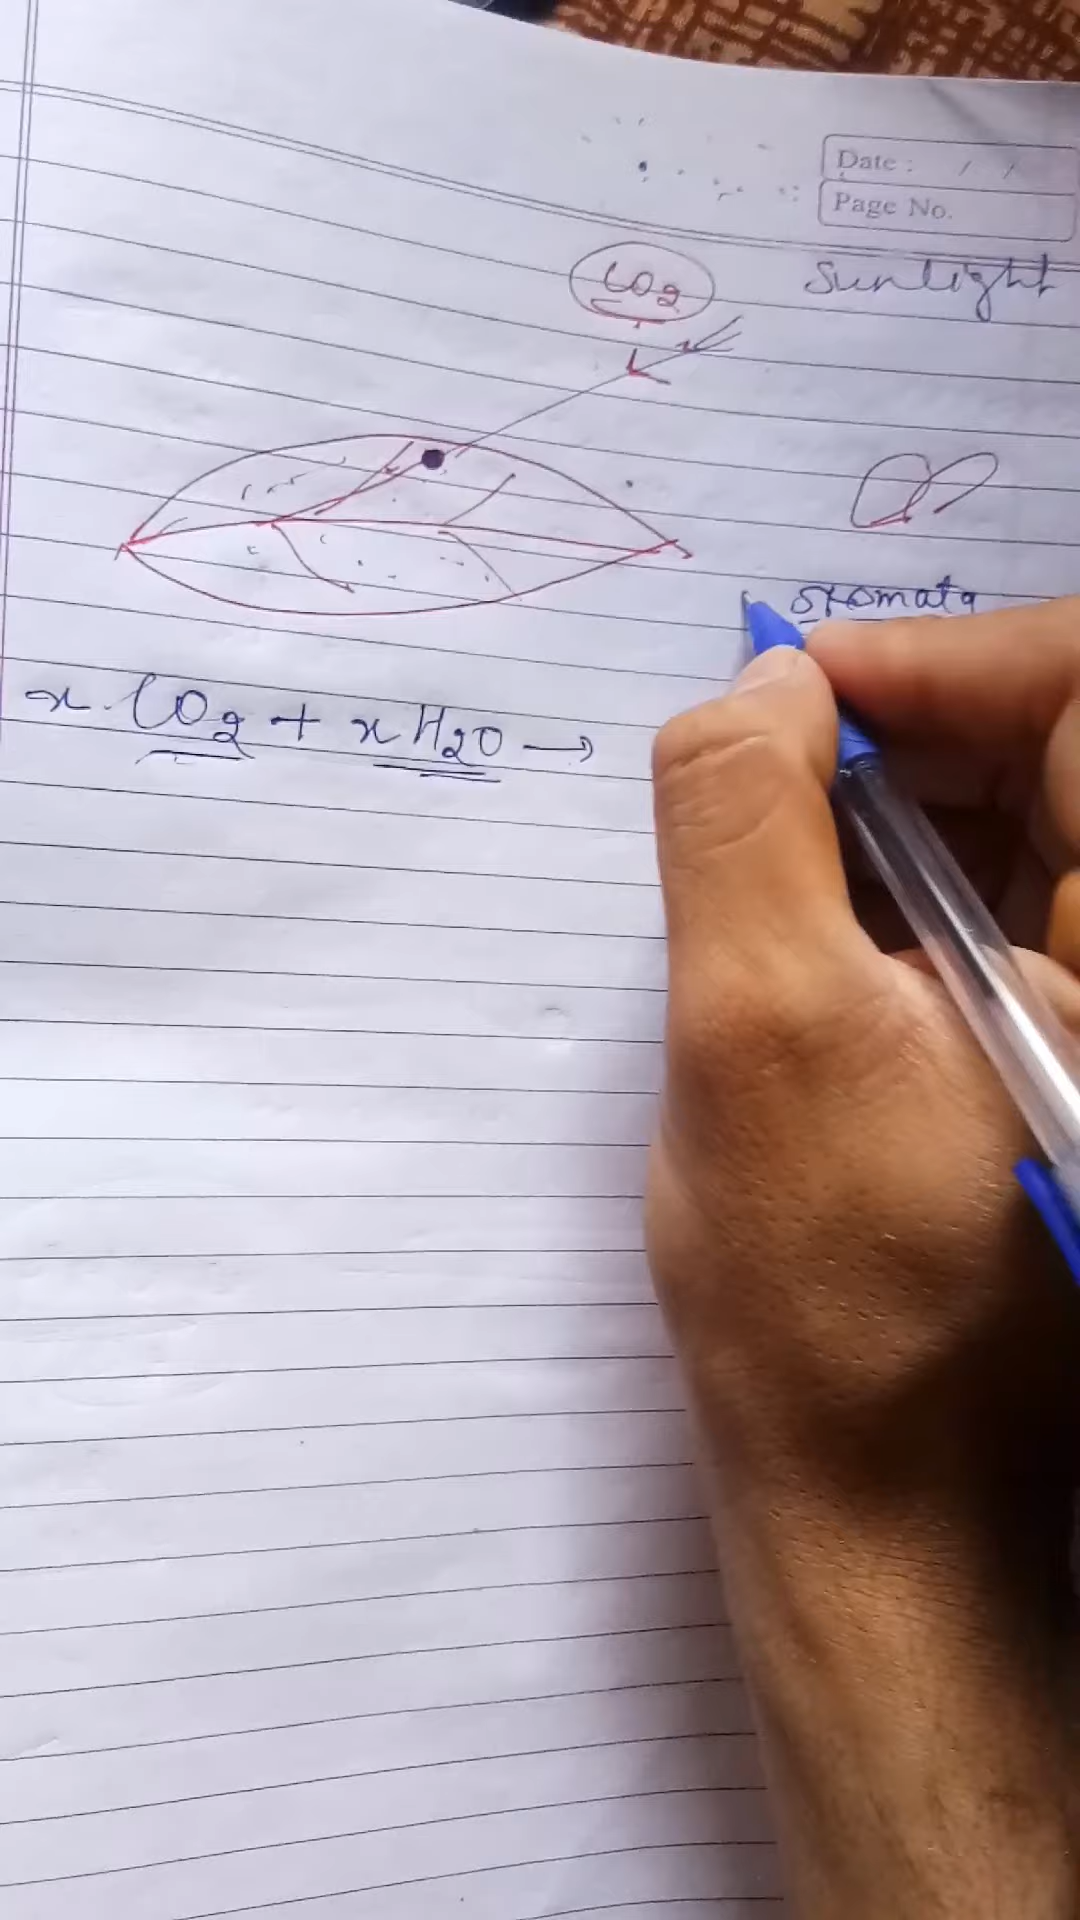 Date : / /
Page No.
CO2
Sunlight
stomata
x CO2 + x H2O →